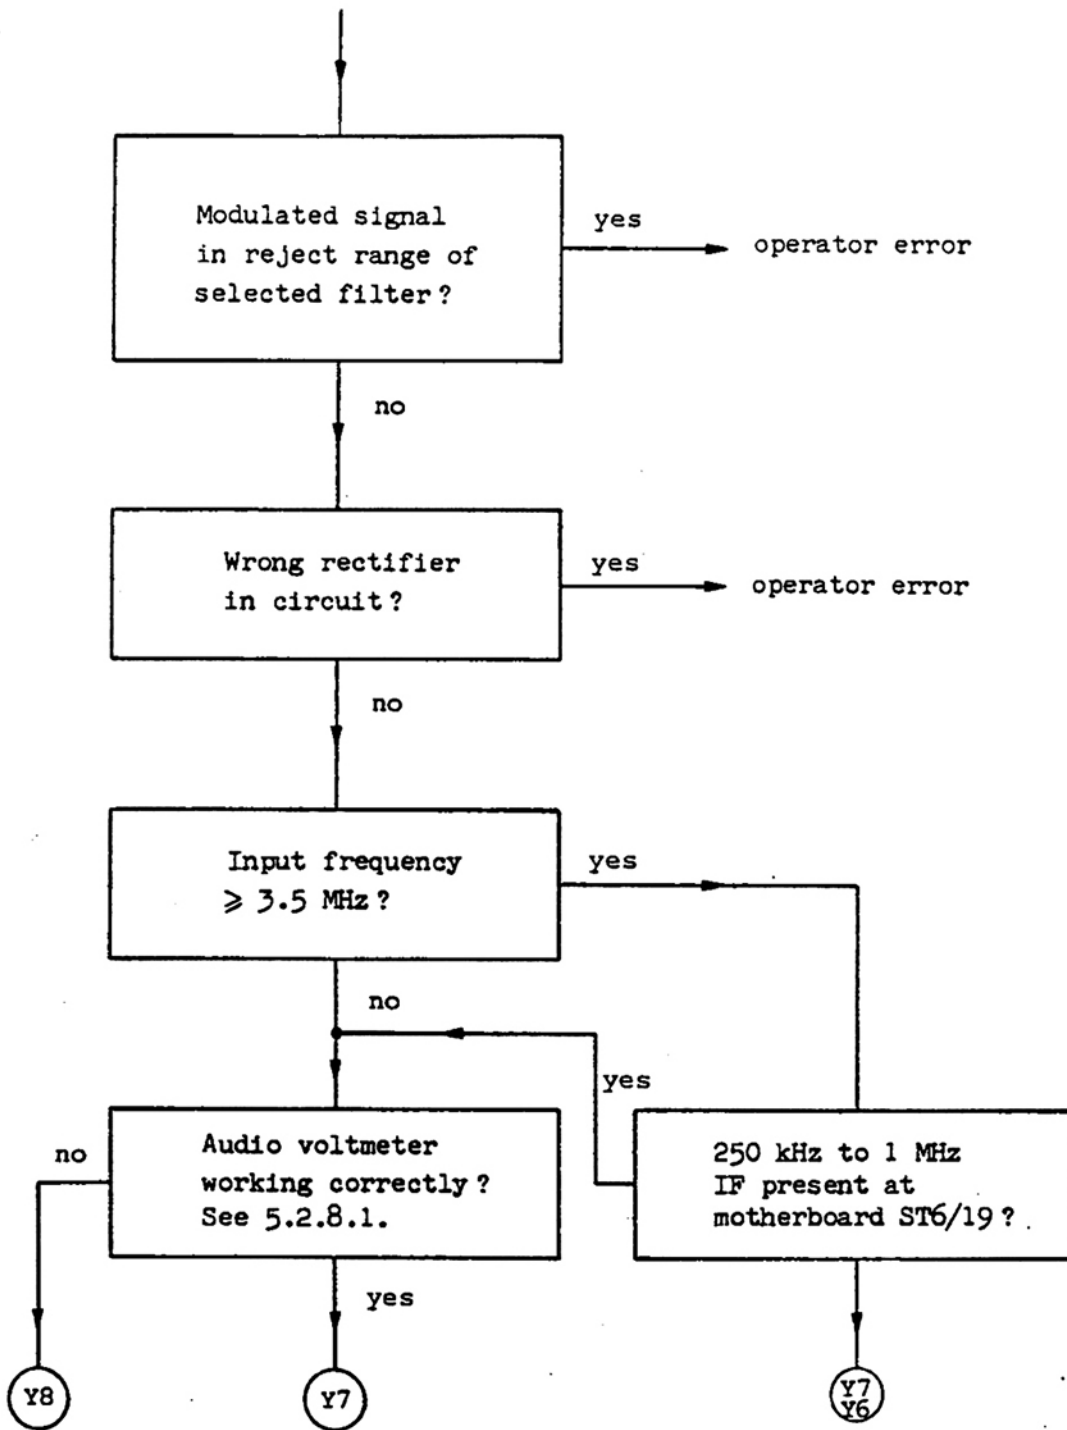 Modulated signal
in reject range of
selected filter?
yes
operator error
no
Wrong rectifier
in circuit?
yes
operator error
no
Input frequency
⩾ 3.5 MHz?
yes
no
yes
no
Audio voltmeter
working correctly?
See 5.2.8.1.
250 kHz to 1 MHz
IF present at
motherboard ST6/19?
yes
Y8
Y7
Y7
Y6